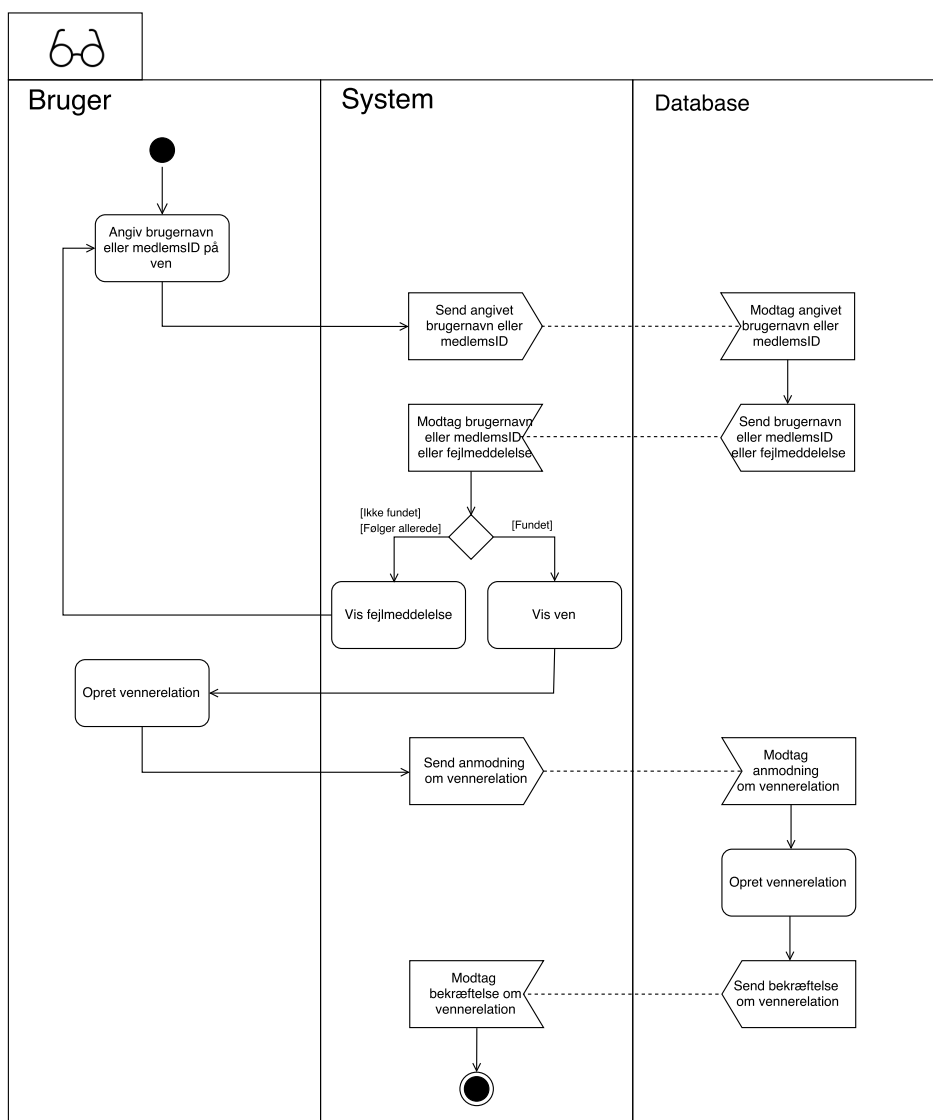 Bruger
System
Database
Angiv brugernavn
eller medlemsID på
ven
Send angivet
brugernavn eller
medlemsID
Modtag angivet
brugernavn eller
medlemsID
Modtag brugernavn
eller medlemsID
eller fejlmeddelelse
Send brugernavn
eller medlemsID
eller fejlmeddelelse
[Ikke fundet]
[Følger allerede]
[Fundet]
Vis fejlmeddelelse
Vis ven
Opret vennerelation
Send anmodning
om vennerelation
Modtag
anmodning
om vennerelation
Opret vennerelation
Modtag
bekræftelse om
vennerelation
Send bekræftelse
om vennerelation